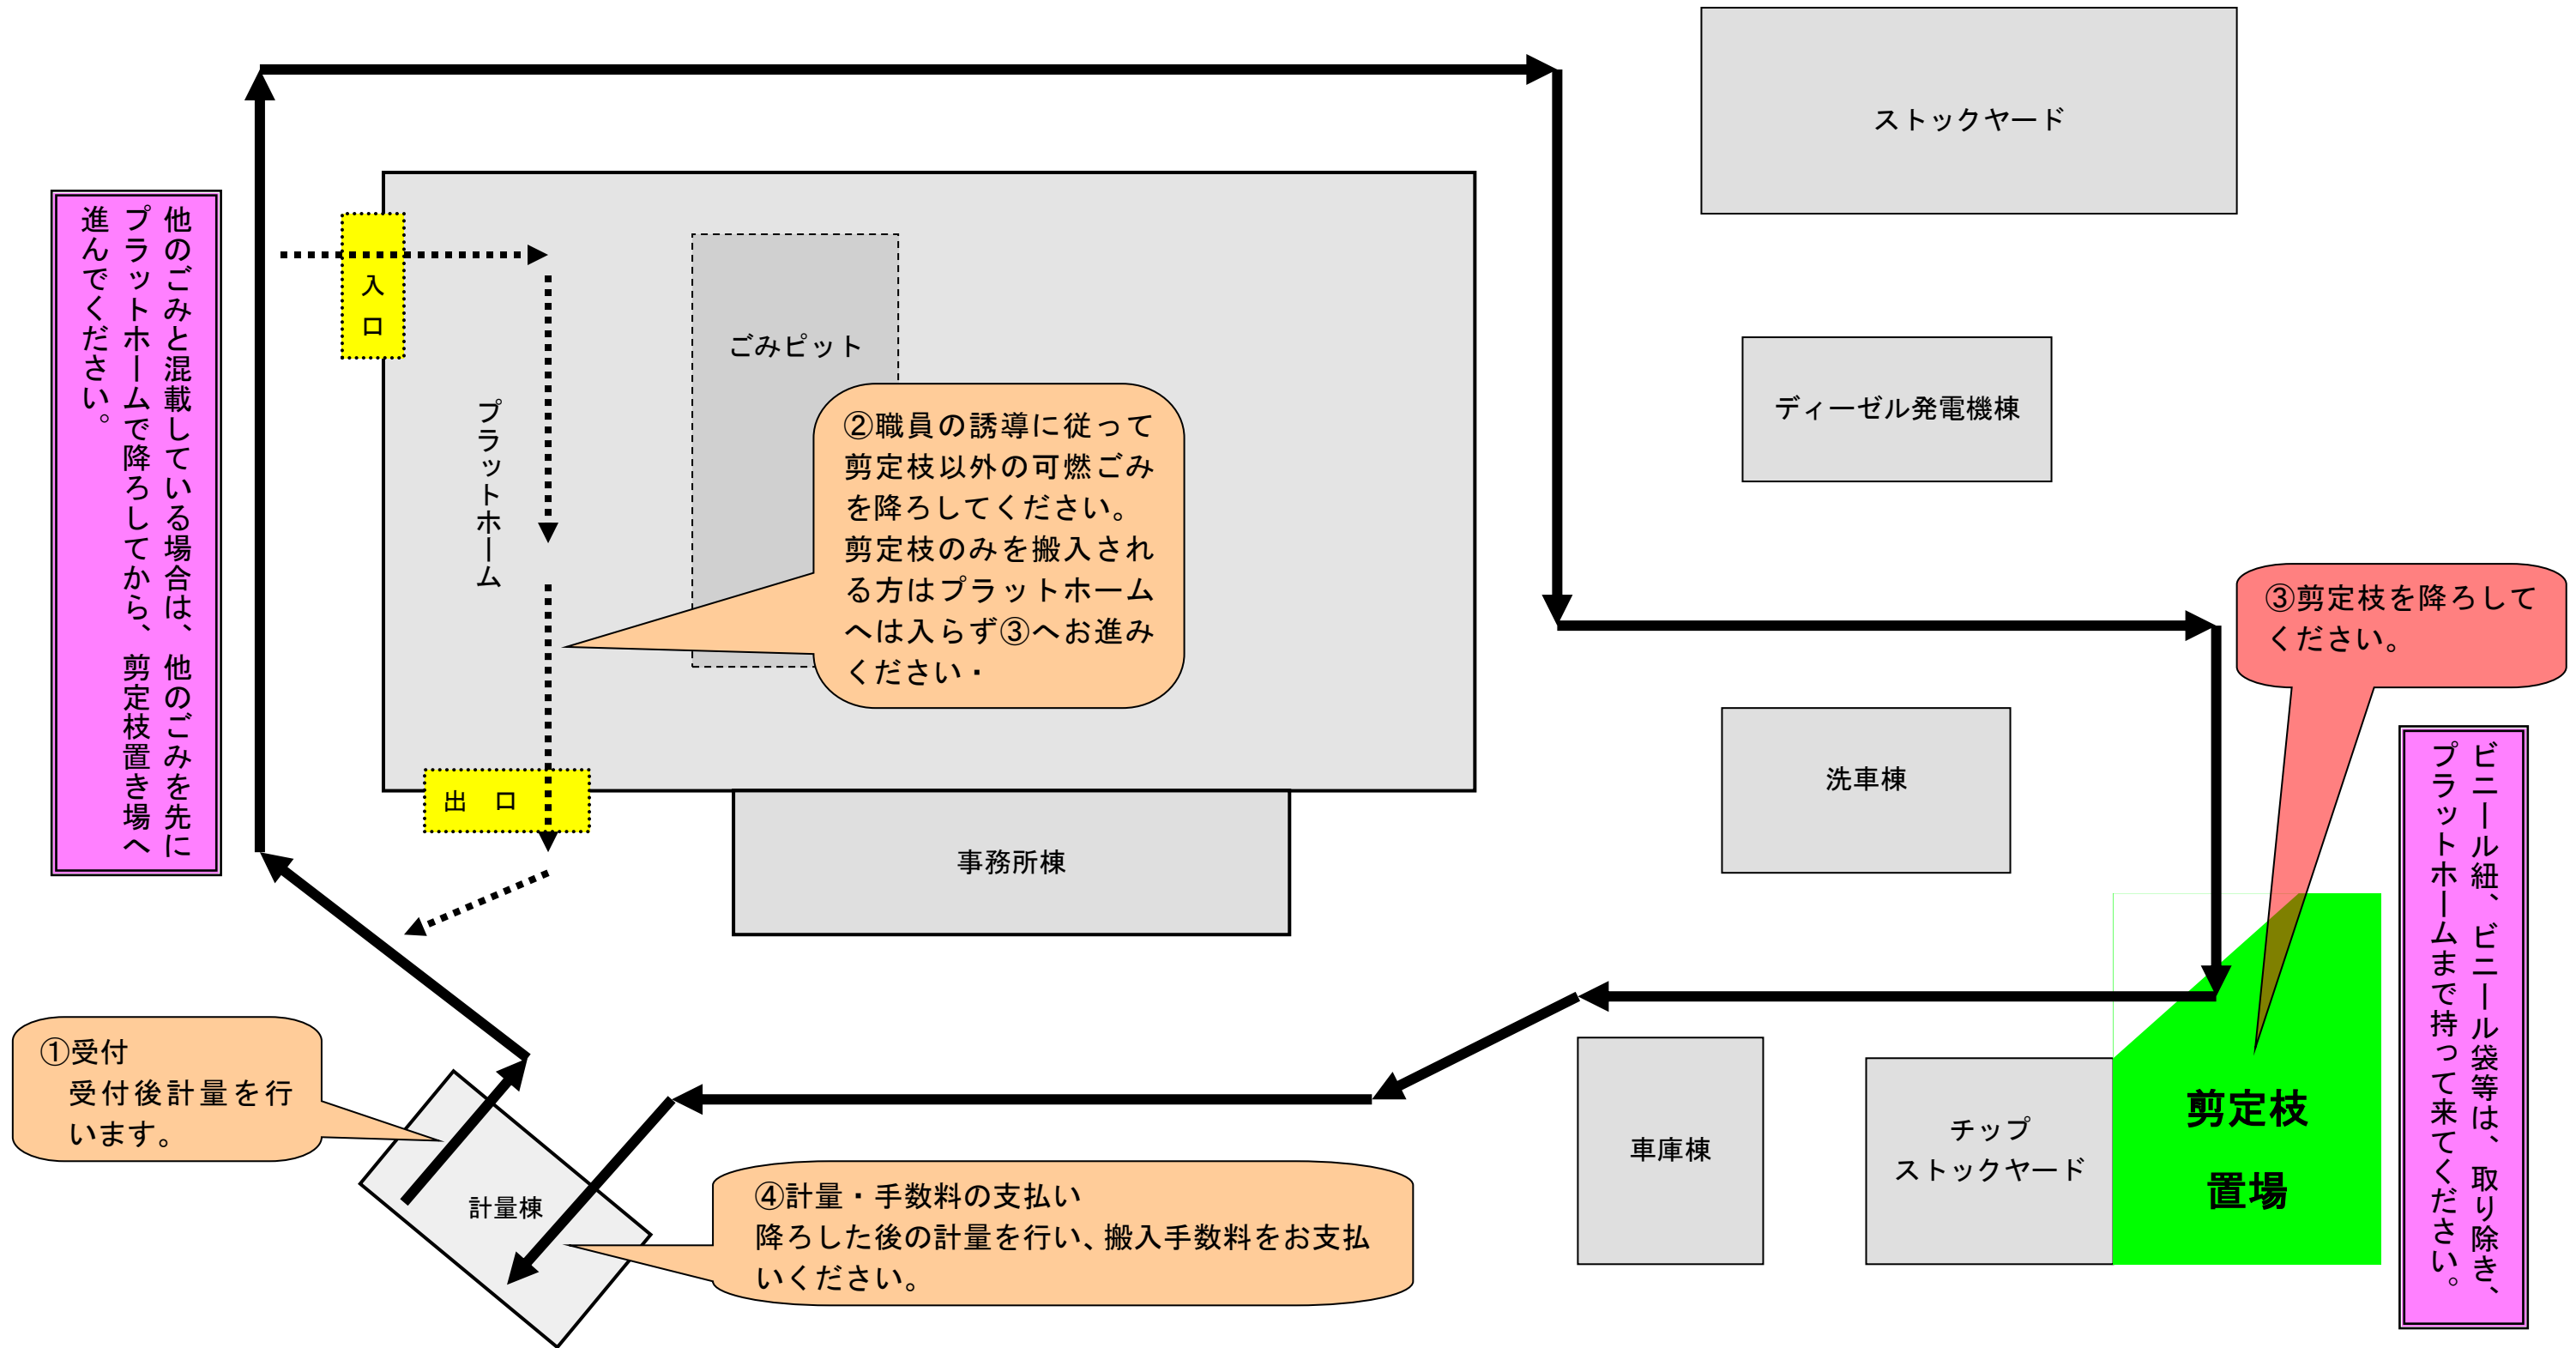 ストックヤード
他のごみと混載している場合は、他のごみを先に
プラットホームで降ろしてから、剪定枝置き場へ
進んでください。
入
口
ごみピット
プラットホーム
②職員の誘導に従って
剪定枝以外の可燃ごみ
を降ろしてください。
剪定枝のみを搬入され
る方はプラットホーム
へは入らず③へお進み
ください・
ディーゼル発電機棟
③剪定枝を降ろして
ください。
洗車棟
出　口
事務所棟
ビニール紐、ビニール袋等は、取り除き、
プラットホームまで持って来てください。
①受付
受付後計量を行
います。
計量棟
④計量・手数料の支払い
降ろした後の計量を行い、搬入手数料をお支払
いください。
車庫棟
チップ
ストックヤード
剪定枝
置場